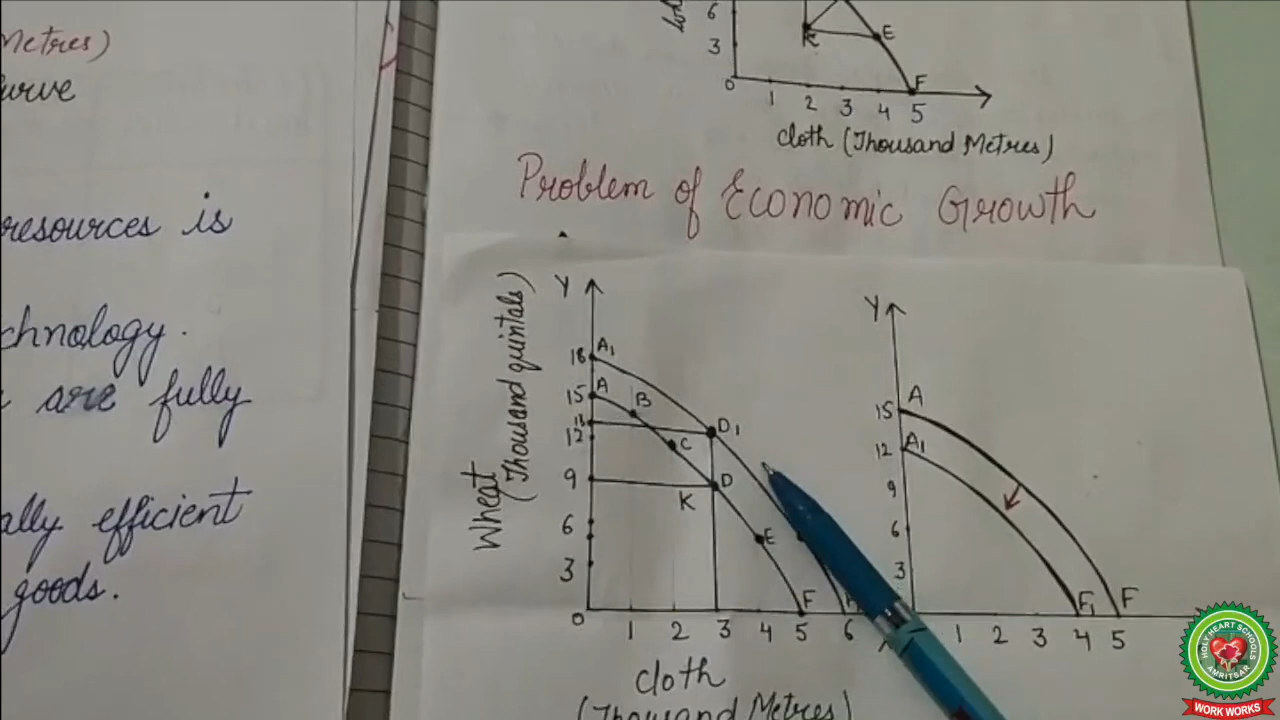 Metres)
urve
resources is
chnology.
are fully
ally efficient
goods.
6
3
K
E
F
0
1 2 3 4 5
cloth (Thousand Metres)
Problem of Economic Growth
Wheat
(Thousand quintals)
Y
18 A1
15 A
B
13
12
D1
C
9
K
D
6
E
3
F
0
1 2 3 4 5 6
cloth
(Thousand Metres)
Y
15 A
12 A1
9
6
3
F1 F
1 2 3 4 5
HOLY HEART SCHOOLS
AMRITSAR
WORK WORKS